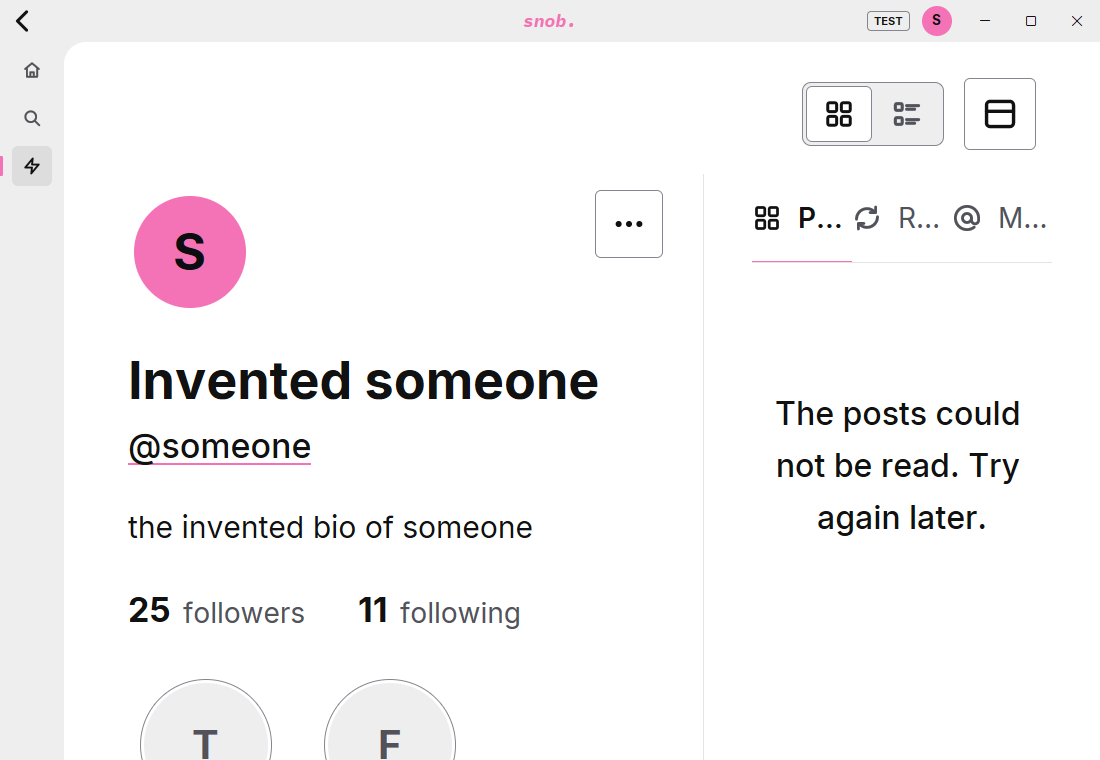 snob.
TEST
S
S
P...
R...
M...
Invented someone
@someone
the invented bio of someone
25 followers
11 following
T
F
The posts could
not be read. Try
again later.